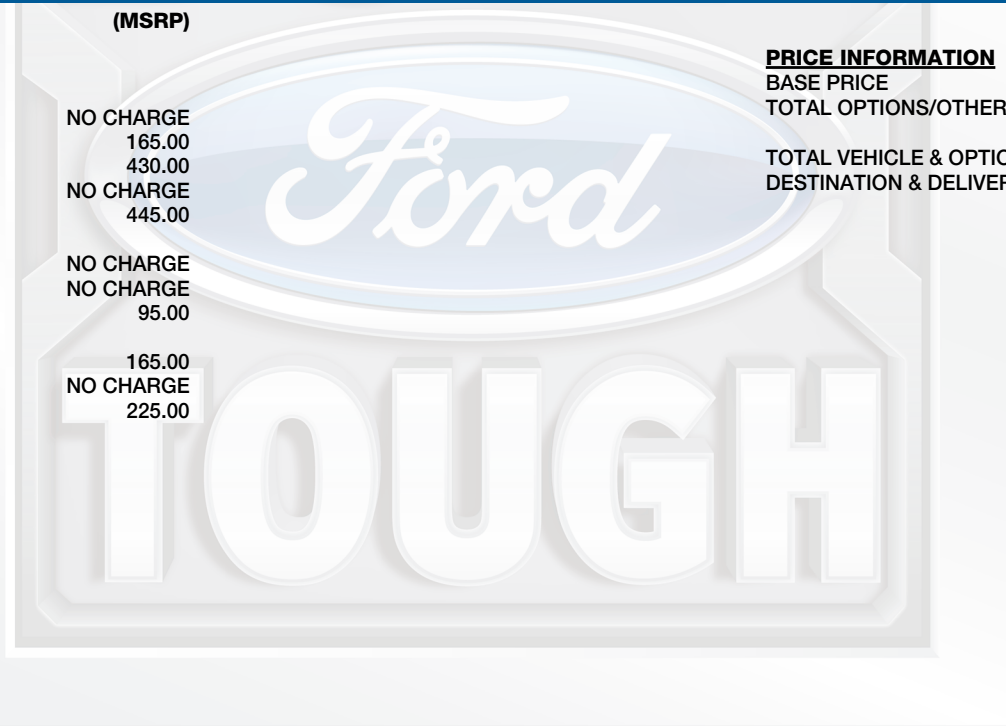 (MSRP)
NO CHARGE
165.00
430.00
NO CHARGE
445.00
NO CHARGE
NO CHARGE
95.00
165.00
NO CHARGE
225.00
PRICE INFORMATION
BASE PRICE
TOTAL OPTIONS/OTHER
TOTAL VEHICLE & OPTIO
DESTINATION & DELIVER
Ford
TOUGH